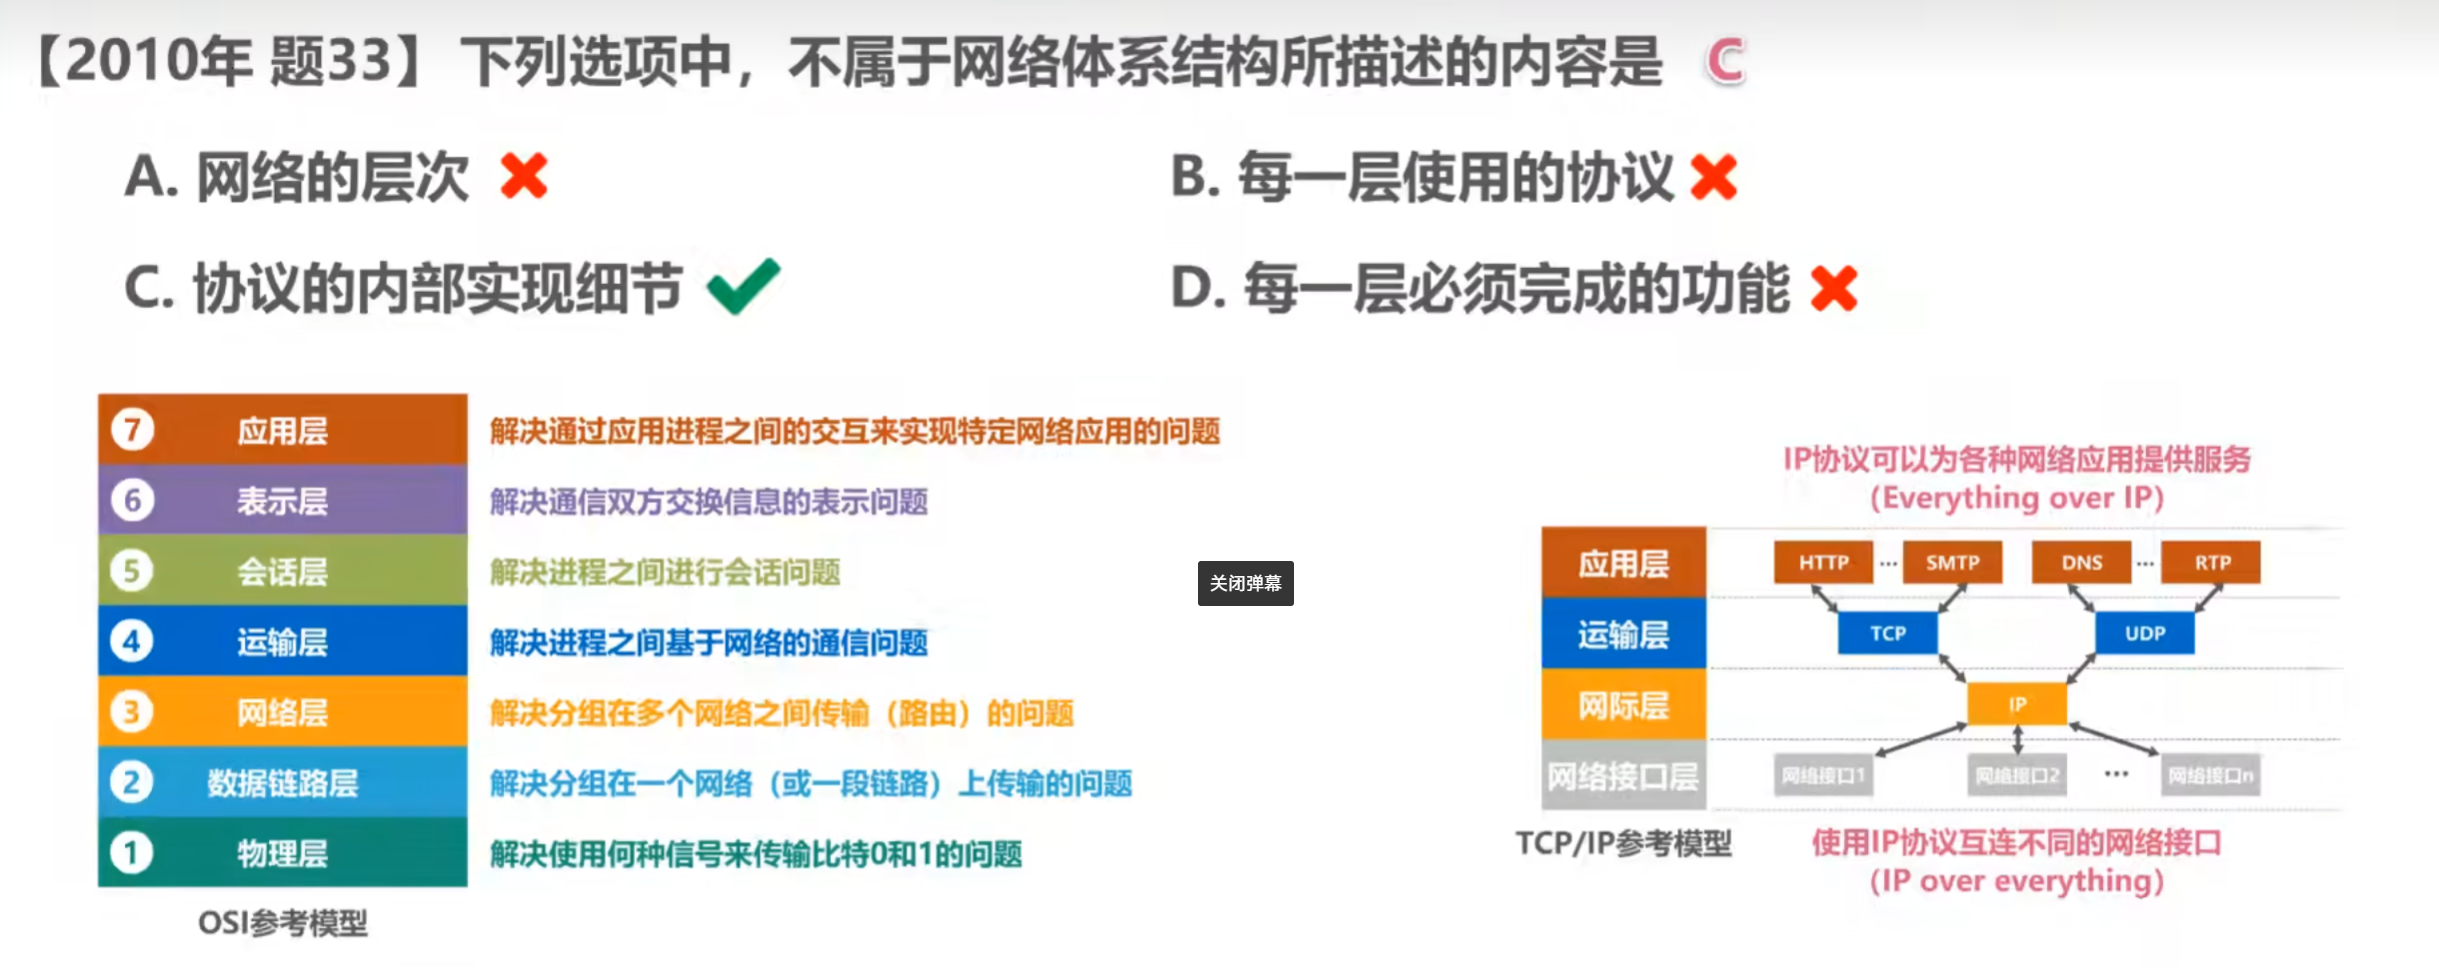 【2010年 题33】下列选项中，不属于网络体系结构所描述的内容是 C
A. 网络的层次
B. 每一层使用的协议
C. 协议的内部实现细节
D. 每一层必须完成的功能
7 应用层 解决通过应用进程之间的交互来实现特定网络应用的问题
6 表示层 解决通信双方交换信息的表示问题
5 会话层 解决进程之间进行会话问题
4 运输层 解决进程之间基于网络的通信问题
3 网络层 解决分组在多个网络之间传输（路由）的问题
2 数据链路层 解决分组在一个网络（或一段链路）上传输的问题
1 物理层 解决使用何种信号来传输比特0和1的问题
OSI参考模型
关闭弹幕
IP协议可以为各种网络应用提供服务
(Everything over IP)
应用层 HTTP ··· SMTP DNS ··· RTP
运输层 TCP UDP
网际层 IP
网络接口层 网络接口1 网络接口2 ··· 网络接口n
TCP/IP参考模型
使用IP协议互连不同的网络接口
(IP over everything)